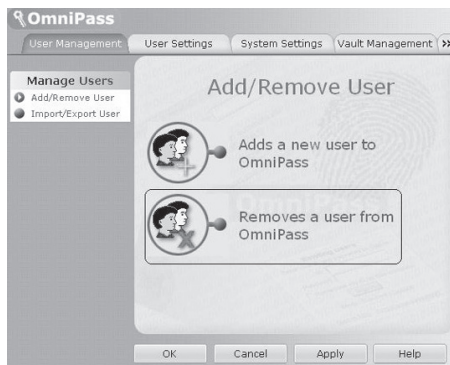 OmniPass
User Management
User Settings
System Settings
Vault Management
Manage Users
Add/Remove User
Import/Export User
Add/Remove User
Adds a new user to
OmniPass
Removes a user from
OmniPass
OK
Cancel
Apply
Help